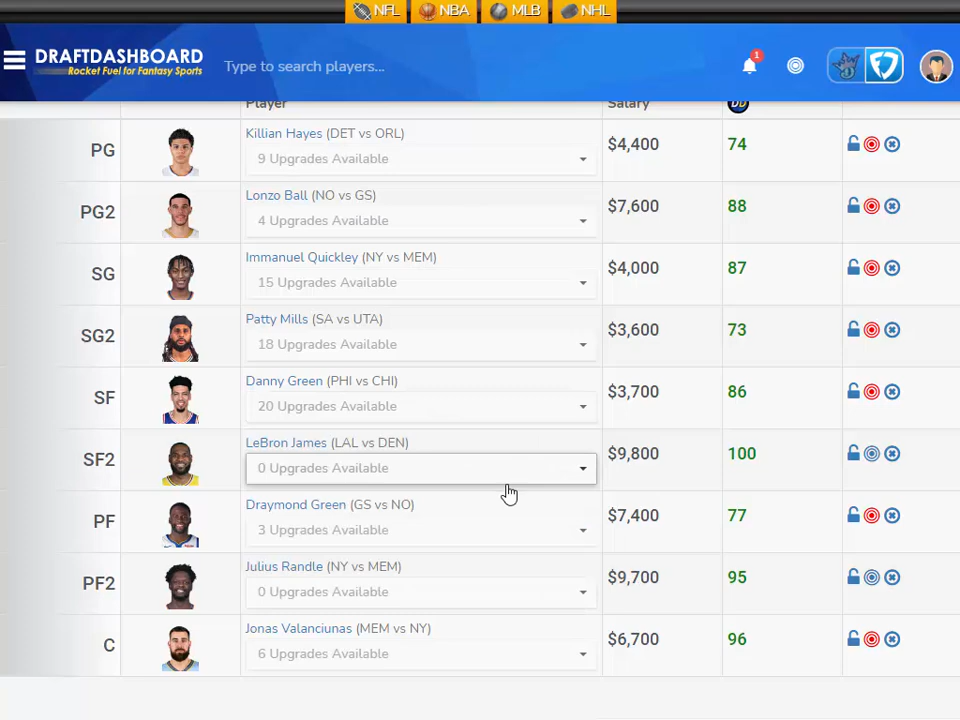 NFL NBA MLB NHL
DRAFTDASHBOARD
Rocket Fuel for Fantasy Sports
Type to search players...
1
Player Salary DD
PG Killian Hayes (DET vs ORL) $4,400 74
9 Upgrades Available
PG2 Lonzo Ball (NO vs GS) $7,600 88
4 Upgrades Available
SG Immanuel Quickley (NY vs MEM) $4,000 87
15 Upgrades Available
SG2 Patty Mills (SA vs UTA) $3,600 73
18 Upgrades Available
SF Danny Green (PHI vs CHI) $3,700 86
20 Upgrades Available
SF2 LeBron James (LAL vs DEN) $9,800 100
0 Upgrades Available
PF Draymond Green (GS vs NO) $7,400 77
3 Upgrades Available
PF2 Julius Randle (NY vs MEM) $9,700 95
0 Upgrades Available
C Jonas Valanciunas (MEM vs NY) $6,700 96
6 Upgrades Available